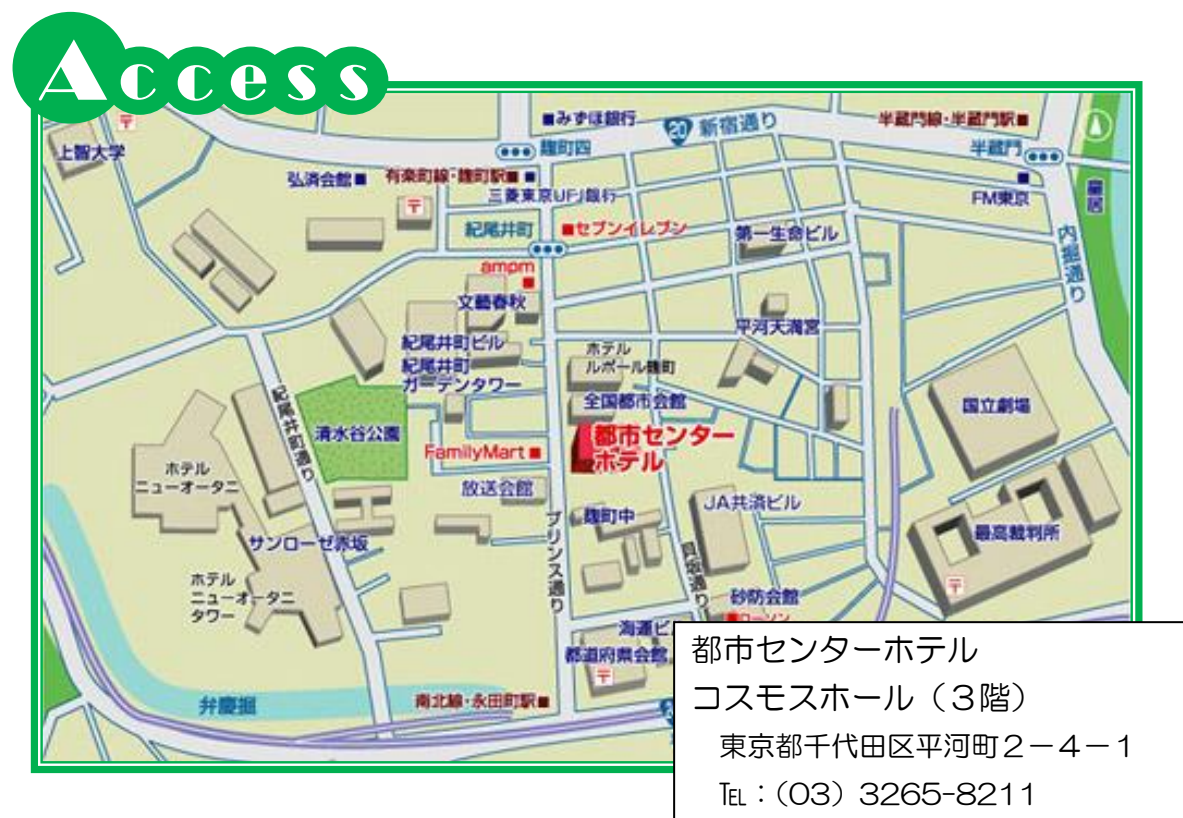 Access
〒
上智大学
みずほ銀行
20
新宿通り
半蔵門線・半蔵門駅
麹町四
半蔵門
弘済会館
有楽町線・麹町駅
三菱東京UFJ銀行
FM東京
皇居
〒
紀尾井町
セブンイレブン
第一生命ビル
内堀通り
ampm
文藝春秋
平河天満宮
紀尾井町ビル
ホテル
ルポール麹町
紀尾井町
ガーデンタワー
紀尾井町通り
全国都市会館
国立劇場
清水谷公園
都市センター
ホテル
FamilyMart
ホテル
ニューオータニ
放送会館
JA共済ビル
麹町中
プリンス通り
最高裁判所
サンローゼ赤坂
貝坂通り
ホテル
ニューオータニ
タワー
〒
砂防会館
ローソン
海運ビ
都道府県会館
〒
弁慶掘
南北線・永田町駅
都市センターホテル
コスモスホール（3階）
東京都千代田区平河町2－4－1
℡：(03) 3265-8211